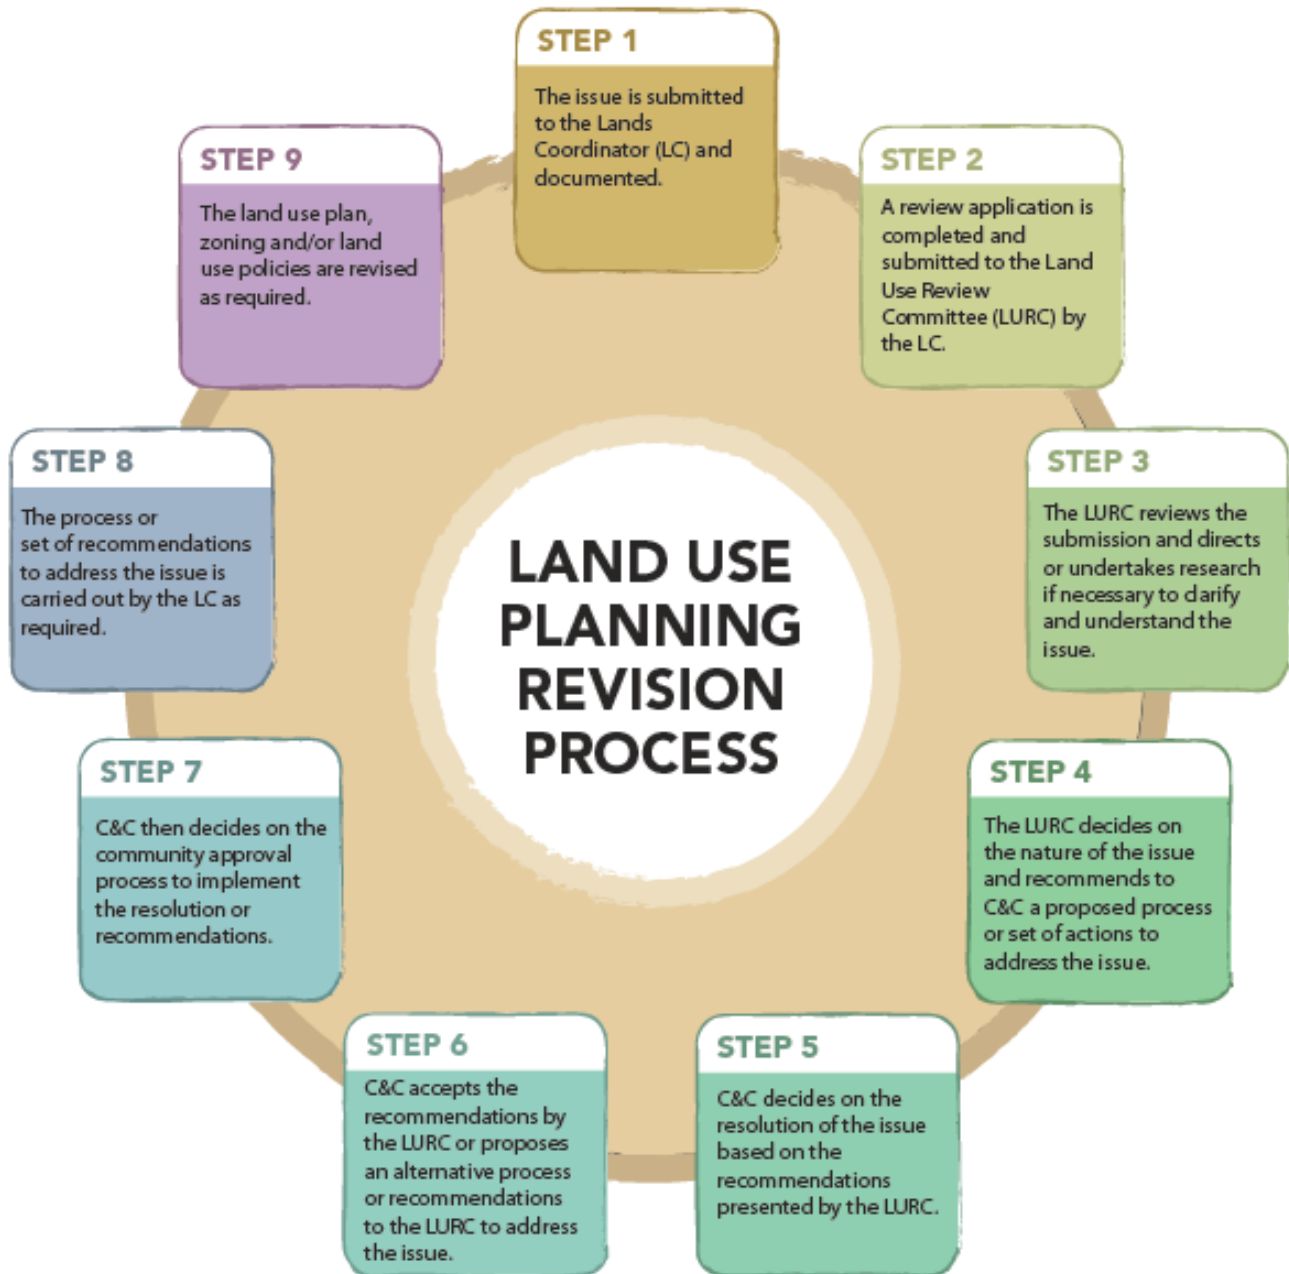 STEP 1
The issue is submitted
to the Lands
Coordinator (LC) and
documented.
STEP 2
A review application is
completed and
submitted to the Land
Use Review
Committee (LURC) by
the LC.
STEP 3
The LURC reviews the
submission and directs
or undertakes research
if necessary to clarify
and understand the
issue.
STEP 4
The LURC decides on
the nature of the issue
and recommends to
C&C a proposed process
or set of actions to
address the issue.
STEP 5
C&C decides on the
resolution of the issue
based on the
recommendations
presented by the LURC.
STEP 6
C&C accepts the
recommendations by
the LURC or proposes
an alternative process
or recommendations
to the LURC to address
the issue.
STEP 7
C&C then decides on the
community approval
process to implement
the resolution or
recommendations.
STEP 8
The process or
set of recommendations
to address the issue is
carried out by the LC as
required.
STEP 9
The land use plan,
zoning and/or land
use policies are revised
as required.
LAND USE
PLANNING
REVISION
PROCESS